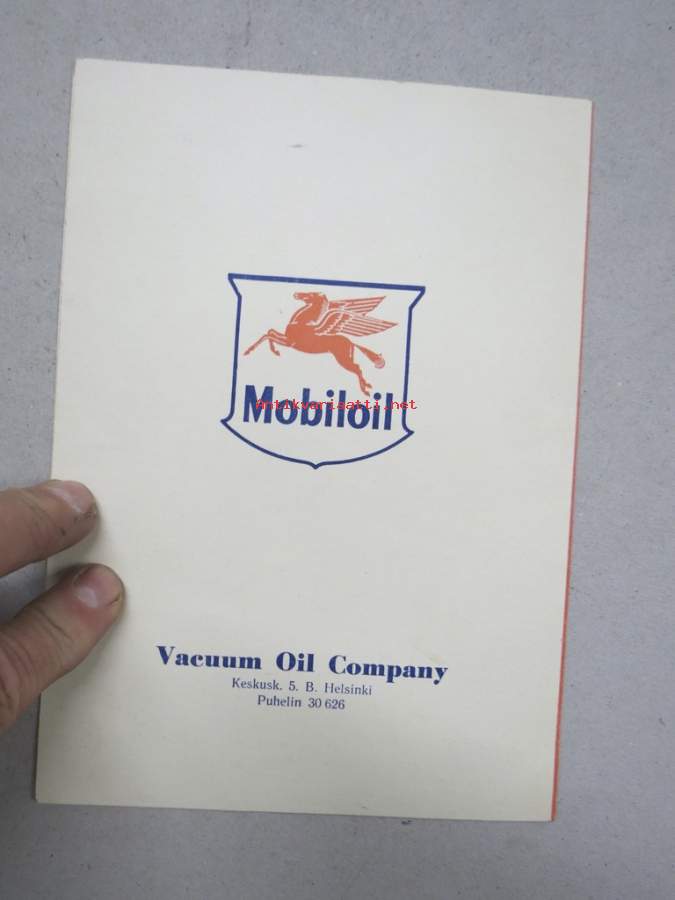 Mobiloil
Antikvariaatti.net
Vacuum Oil Company
Keskusk. 5. B. Helsinki
Puhelin 30 626